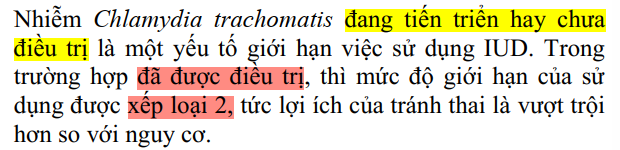 Nhiễm Chlamydia trachomatis đang tiến triển hay chưa
điều trị là một yếu tố giới hạn việc sử dụng IUD. Trong
trường hợp đã được điều trị, thì mức độ giới hạn của sử
dụng được xếp loại 2, tức lợi ích của tránh thai là vượt trội
hơn so với nguy cơ.